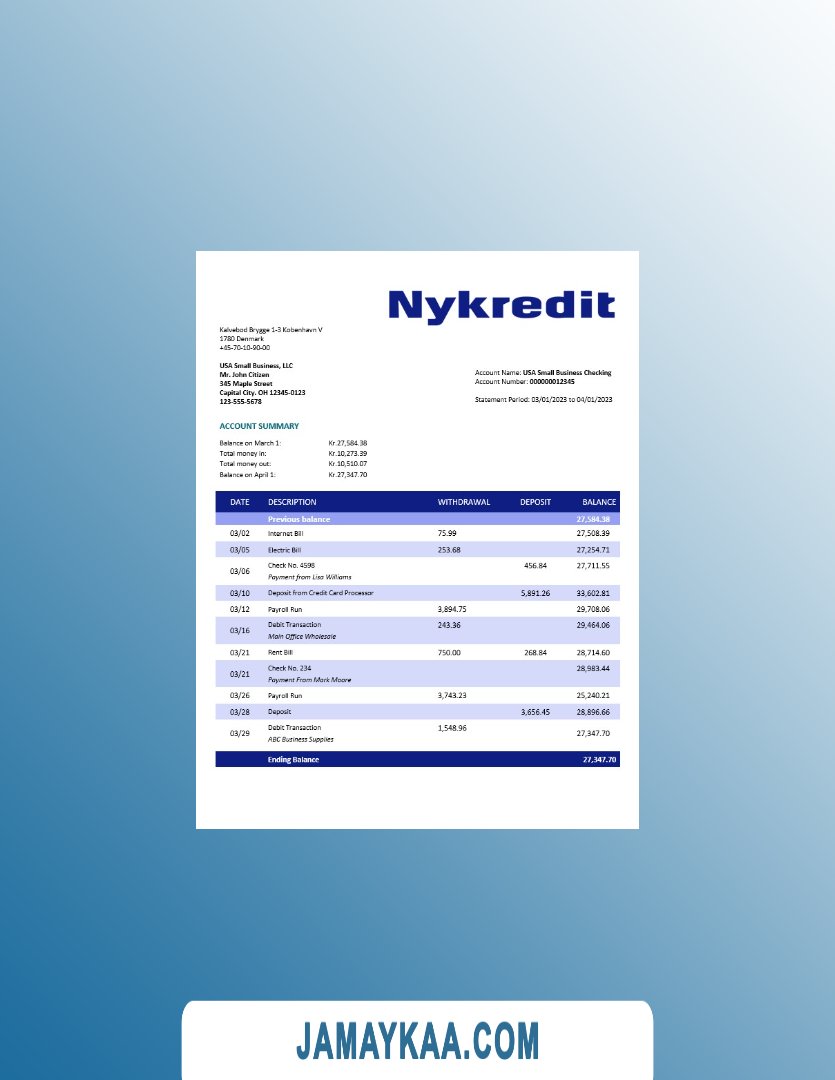 Nykredit
Kalvebod Brygge 1-3 Kobenhavn V
1780 Denmark
+45-70-10-90-00
USA Small Business, LLC
Mr. John Citizen
345 Maple Street
Capital City. OH 12345-0123
123-555-5678
Account Name: USA Small Business Checking
Account Number: 000000012345
Statement Period: 03/01/2023 to 04/01/2023
ACCOUNT SUMMARY
Balance on March 1: Kr.27,584.38
Total money in: Kr.10,273.39
Total money out: Kr.10,510.07
Balance on April 1: Kr.27,347.70
DATE DESCRIPTION WITHDRAWAL DEPOSIT BALANCE
Previous balance 27,584.38
03/02 Internet Bill 75.99 27,508.39
03/05 Electric Bill 253.68 27,254.71
03/06 Check No. 4598 456.84 27,711.55
Payment from Lisa Williams
03/10 Deposit from Credit Card Processor 5,891.26 33,602.81
03/12 Payroll Run 3,894.75 29,708.06
03/16 Debit Transaction 243.36 29,464.06
Main Office Wholesale
03/21 Rent Bill 750.00 268.84 28,714.60
03/21 Check No. 234 28,983.44
Payment From Mark Moore
03/26 Payroll Run 3,743.23 25,240.21
03/28 Deposit 3,656.45 28,896.66
03/29 Debit Transaction 1,548.96 27,347.70
ABC Business Supplies
Ending Balance 27,347.70
JAMAYKAA.COM